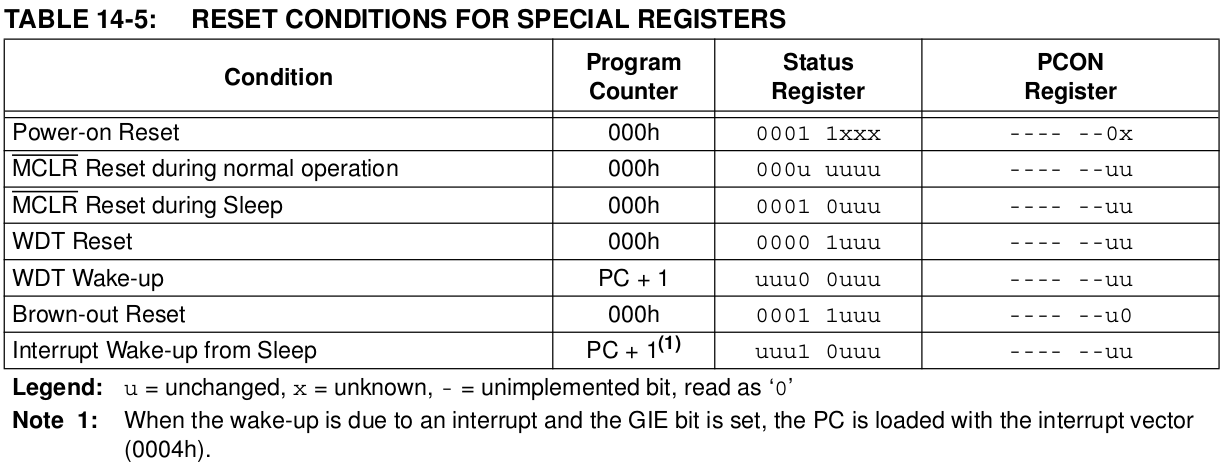 TABLE 14-5: RESET CONDITIONS FOR SPECIAL REGISTERS
Condition Program Counter Status Register PCON Register
Power-on Reset 000h 0001 1xxx ---- --0x
MCLR Reset during normal operation 000h 000u uuuu ---- --uu
MCLR Reset during Sleep 000h 0001 0uuu ---- --uu
WDT Reset 000h 0000 1uuu ---- --uu
WDT Wake-up PC + 1 uuu0 0uuu ---- --uu
Brown-out Reset 000h 0001 1uuu ---- --u0
Interrupt Wake-up from Sleep PC + 1(1) uuu1 0uuu ---- --uu
Legend: u = unchanged, x = unknown, - = unimplemented bit, read as ‘0’
Note 1: When the wake-up is due to an interrupt and the GIE bit is set, the PC is loaded with the interrupt vector
(0004h).